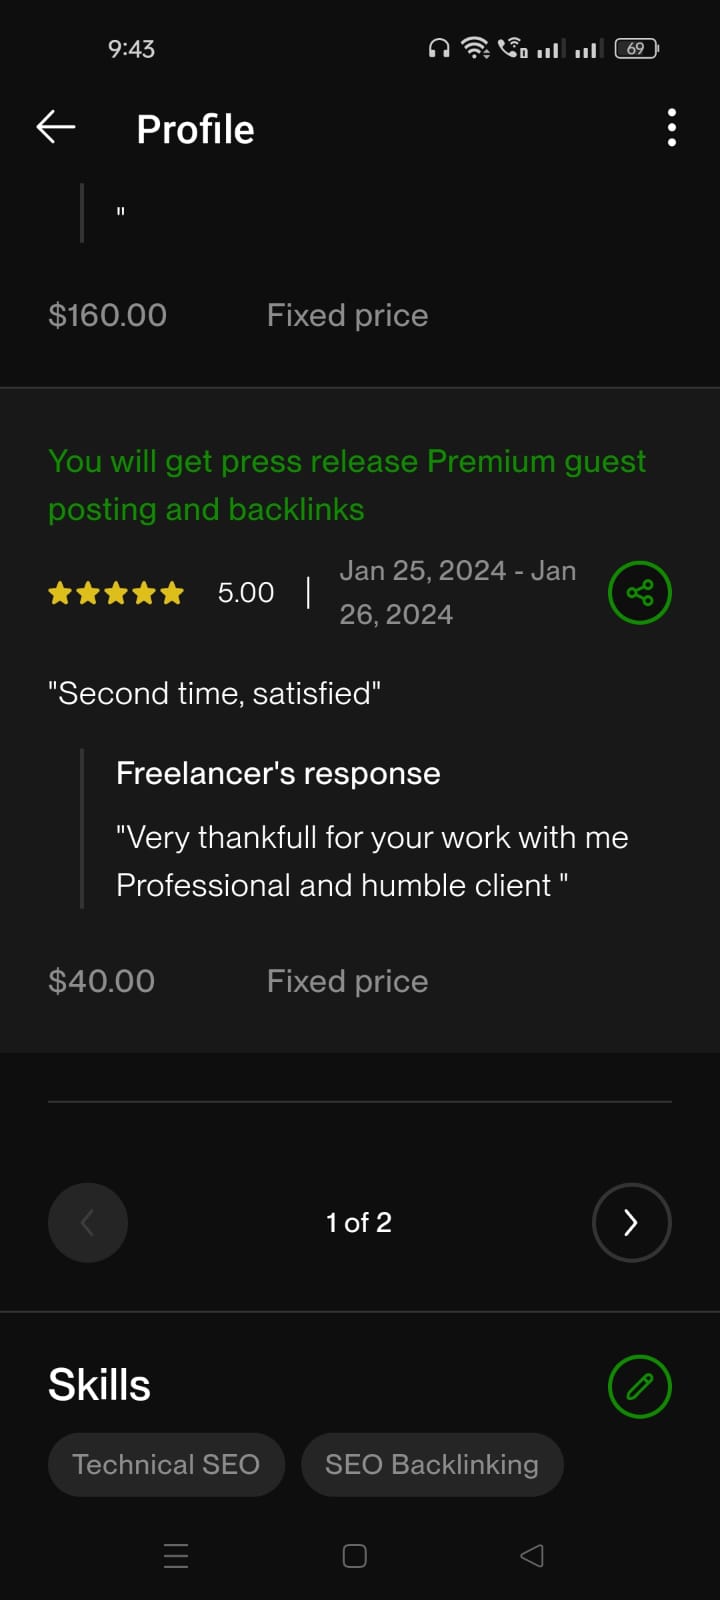 9:43
69
Profile
"
$160.00 Fixed price
You will get press release Premium guest
posting and backlinks
5.00 | Jan 25, 2024 - Jan
26, 2024
"Second time, satisfied"
Freelancer's response
"Very thankfull for your work with me
Professional and humble client "
$40.00 Fixed price
1 of 2
Skills
Technical SEO SEO Backlinking